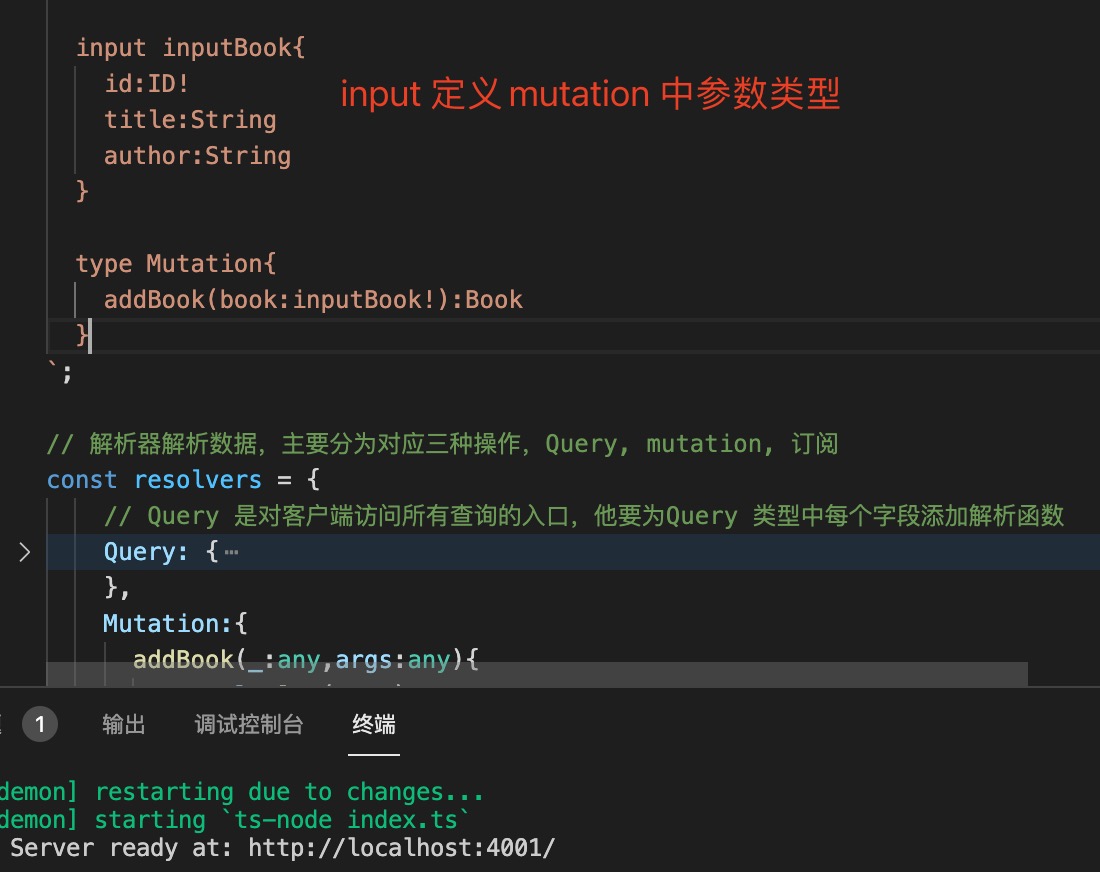 input inputBook{
id:ID!
input 定义 mutation 中参数类型
title:String
author:String
}
type Mutation{
addBook(book:inputBook!):Book
}
`;
// 解析器解析数据，主要分为对应三种操作，Query, mutation, 订阅
const resolvers = {
// Query 是对客户端访问所有查询的入口，他要为Query 类型中每个字段添加解析函数
Query: {⋯
},
Mutation:{
addBook(_:any,args:any){
1 输出 调试控制台 终端
demon] restarting due to changes...
demon] starting `ts-node index.ts`
Server ready at: http://localhost:4001/